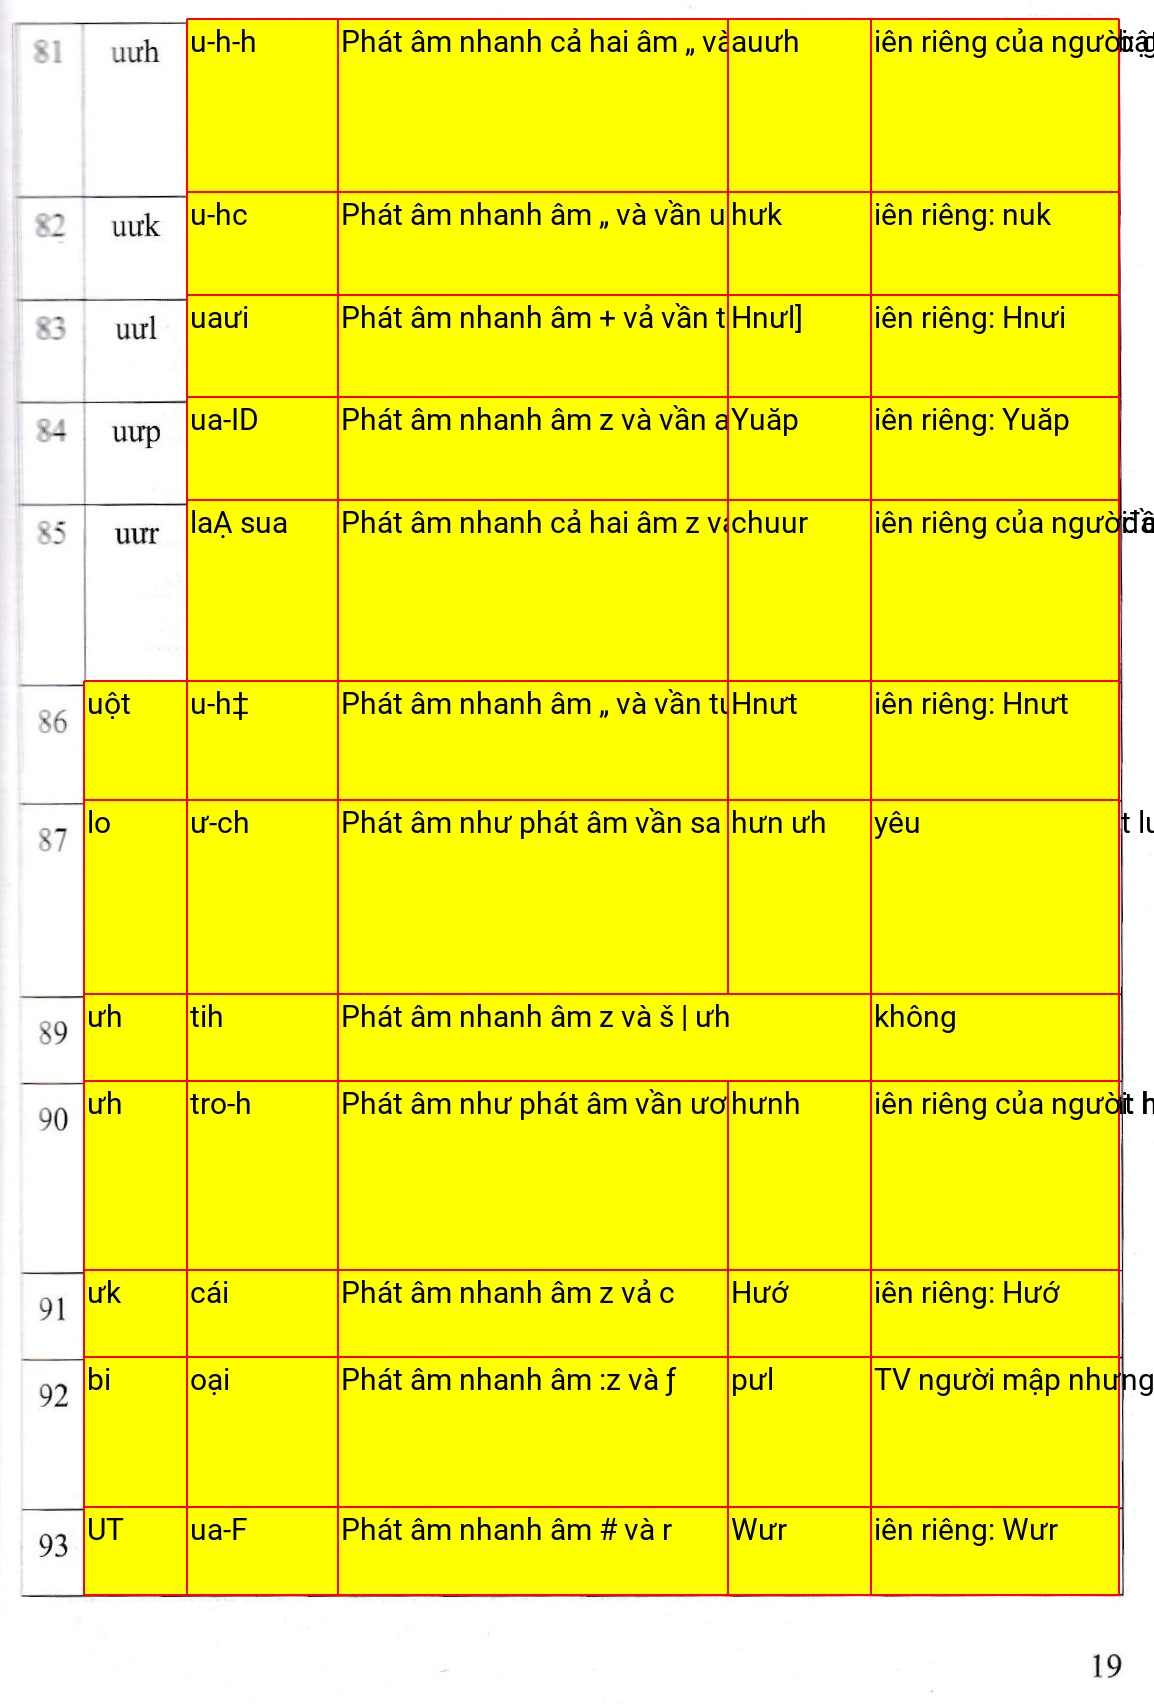 81 uưh u-h-h Phát âm nhanh cả hai âm „ và auưh iên riêng của người:
82 uưk u-hc Phát âm nhanh âm „ và vần u hưk iên riêng: nuk
83 uưl uaưi Phát âm nhanh âm + vả vần t Hnưl] iên riêng: Hnưi
84 uưp ua-ID Phát âm nhanh âm z và vần a Yuăp iên riêng: Yuăp
85 uưr laẠ sua Phát âm nhanh cả hai âm z và chuur iên riêng của người:
86 uột u-h‡ Phát âm nhanh âm „ và vần tu Hnưt iên riêng: Hnưt
87 lo ư-ch Phát âm như phát âm vần sa hưn ưh yêu t lu
89 ưh tih Phát âm nhanh âm z và š | ưh không
90 ưh tro-h Phát âm như phát âm vần ươ hưnh iên riêng của người:
91 ưk cái Phát âm nhanh âm z vả c Hướ iên riêng: Hướ
92 bi oại Phát âm nhanh âm :z và ƒ pưl TV người mập nhưng
93 UT ua-F Phát âm nhanh âm # và r Wưr iên riêng: Wưr
19